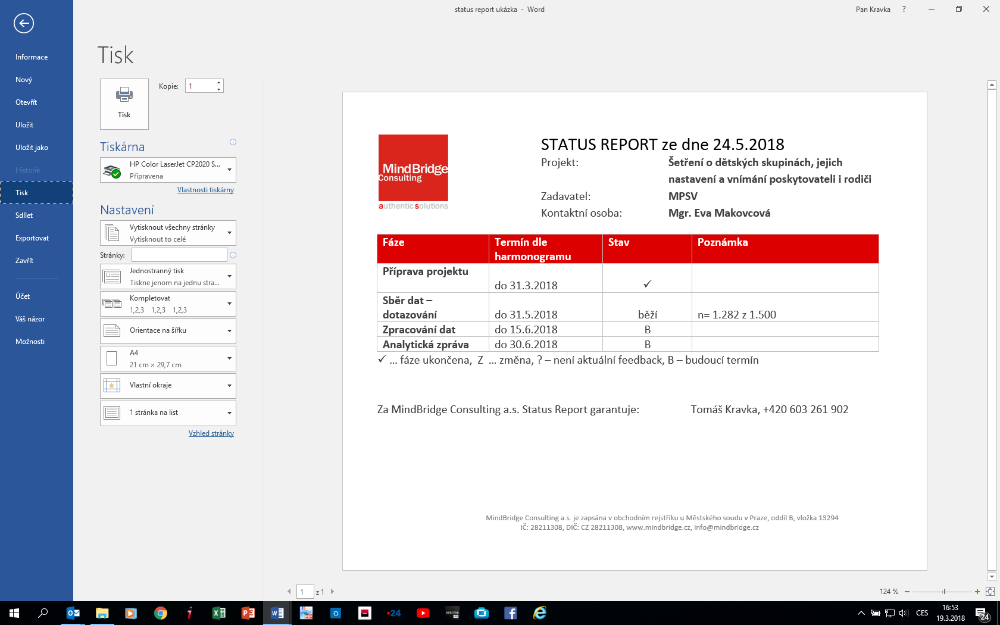 status report ukázka - Word
Pan Kravka ?
Informace
Nový
Otevřít
Uložit
Uložit jako
Historie
Tisk
Sdílet
Exportovat
Zavřít
Účet
Váš názor
Možnosti
Tisk
Tisk
Kopie: 1
Tiskárna
HP Color LaserJet CP2020 S...
Připravena
Vlastnosti tiskárny
Nastavení
Vytisknout všechny stránky
Vytisknout to celé
Stránky:
Jednostranný tisk
Tiskne jenom na jednu stra...
Kompletovat
1,2,3 1,2,3 1,2,3
Orientace na šířku
A4
21 cm × 29,7 cm
Vlastní okraje
1 stránka na list
Vzhled stránky
MindBridge
Consulting
authentic solutions
STATUS REPORT ze dne 24.5.2018
Projekt: Šetření o dětských skupinách, jejich
nastavení a vnímání poskytovateli i rodiči
Zadavatel: MPSV
Kontaktní osoba: Mgr. Eva Makovcová
Fáze Termín dle Stav Poznámka
harmonogramu
Příprava projektu
do 31.3.2018 ✓
Sběr dat –
dotazování do 31.5.2018 běží n= 1.282 z 1.500
Zpracování dat do 15.6.2018 B
Analytická zpráva do 30.6.2018 B
✓ ... fáze ukončena, Z ... změna, ? – není aktuální feedback, B – budoucí termín
Za MindBridge Consulting a.s. Status Report garantuje: Tomáš Kravka, +420 603 261 902
MindBridge Consulting a.s. je zapsána v obchodním rejstříku u Městského soudu v Praze, oddíl B, vložka 13294
IČ: 28211308, DIČ: CZ 28211308, www.mindbridge.cz, info@mindbridge.cz
1 z 1
124 %
24
HORIZON
CES
16:53
19.3.2018
24